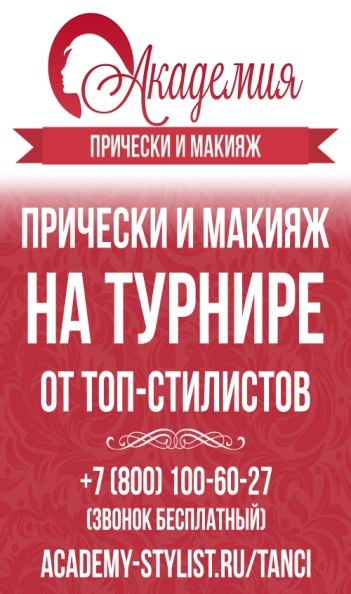 Академия
ПРИЧЕСКИ И МАКИЯЖ
ПРИЧЕСКИ И МАКИЯЖ
НА ТУРНИРЕ
ОТ ТОП-СТИЛИСТОВ
+7 (800) 100-60-27
(ЗВОНОК БЕСПЛАТНЫЙ)
ACADEMY-STYLIST.RU/TANCI